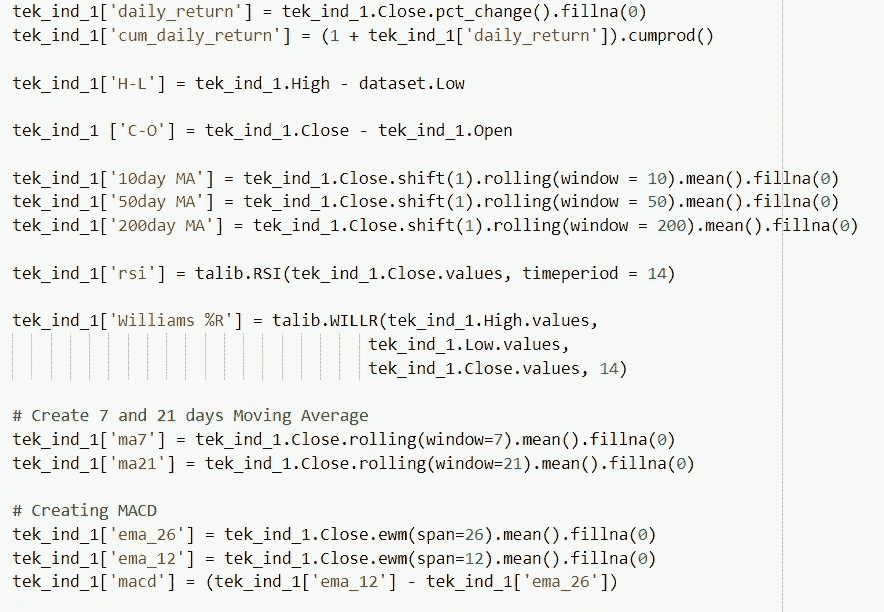 tek_ind_1['daily_return'] = tek_ind_1.Close.pct_change().fillna(0)
tek_ind_1['cum_daily_return'] = (1 + tek_ind_1['daily_return']).cumprod()
tek_ind_1['H-L'] = tek_ind_1.High - dataset.Low
tek_ind_1 ['C-O'] = tek_ind_1.Close - tek_ind_1.Open
tek_ind_1['10day MA'] = tek_ind_1.Close.shift(1).rolling(window = 10).mean().fillna(0)
tek_ind_1['50day MA'] = tek_ind_1.Close.shift(1).rolling(window = 50).mean().fillna(0)
tek_ind_1['200day MA'] = tek_ind_1.Close.shift(1).rolling(window = 200).mean().fillna(0)
tek_ind_1['rsi'] = talib.RSI(tek_ind_1.Close.values, timeperiod = 14)
tek_ind_1['Williams %R'] = talib.WILLR(tek_ind_1.High.values,
tek_ind_1.Low.values,
tek_ind_1.Close.values, 14)
# Create 7 and 21 days Moving Average
tek_ind_1['ma7'] = tek_ind_1.Close.rolling(window=7).mean().fillna(0)
tek_ind_1['ma21'] = tek_ind_1.Close.rolling(window=21).mean().fillna(0)
# Creating MACD
tek_ind_1['ema_26'] = tek_ind_1.Close.ewm(span=26).mean().fillna(0)
tek_ind_1['ema_12'] = tek_ind_1.Close.ewm(span=12).mean().fillna(0)
tek_ind_1['macd'] = (tek_ind_1['ema_12'] - tek_ind_1['ema_26'])